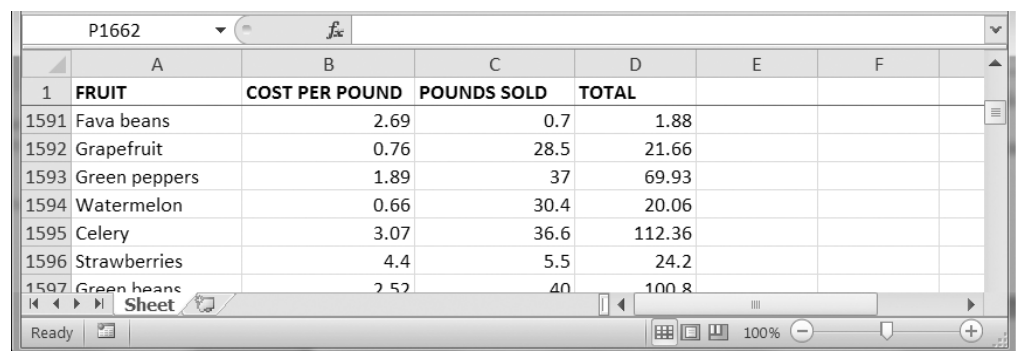 P1662 fx
A B C D E F
1 FRUIT COST PER POUND POUNDS SOLD TOTAL
1591 Fava beans 2.69 0.7 1.88
1592 Grapefruit 0.76 28.5 21.66
1593 Green peppers 1.89 37 69.93
1594 Watermelon 0.66 30.4 20.06
1595 Celery 3.07 36.6 112.36
1596 Strawberries 4.4 5.5 24.2
1597 Green beans 2.52 40 100.8
Sheet
Ready 100%